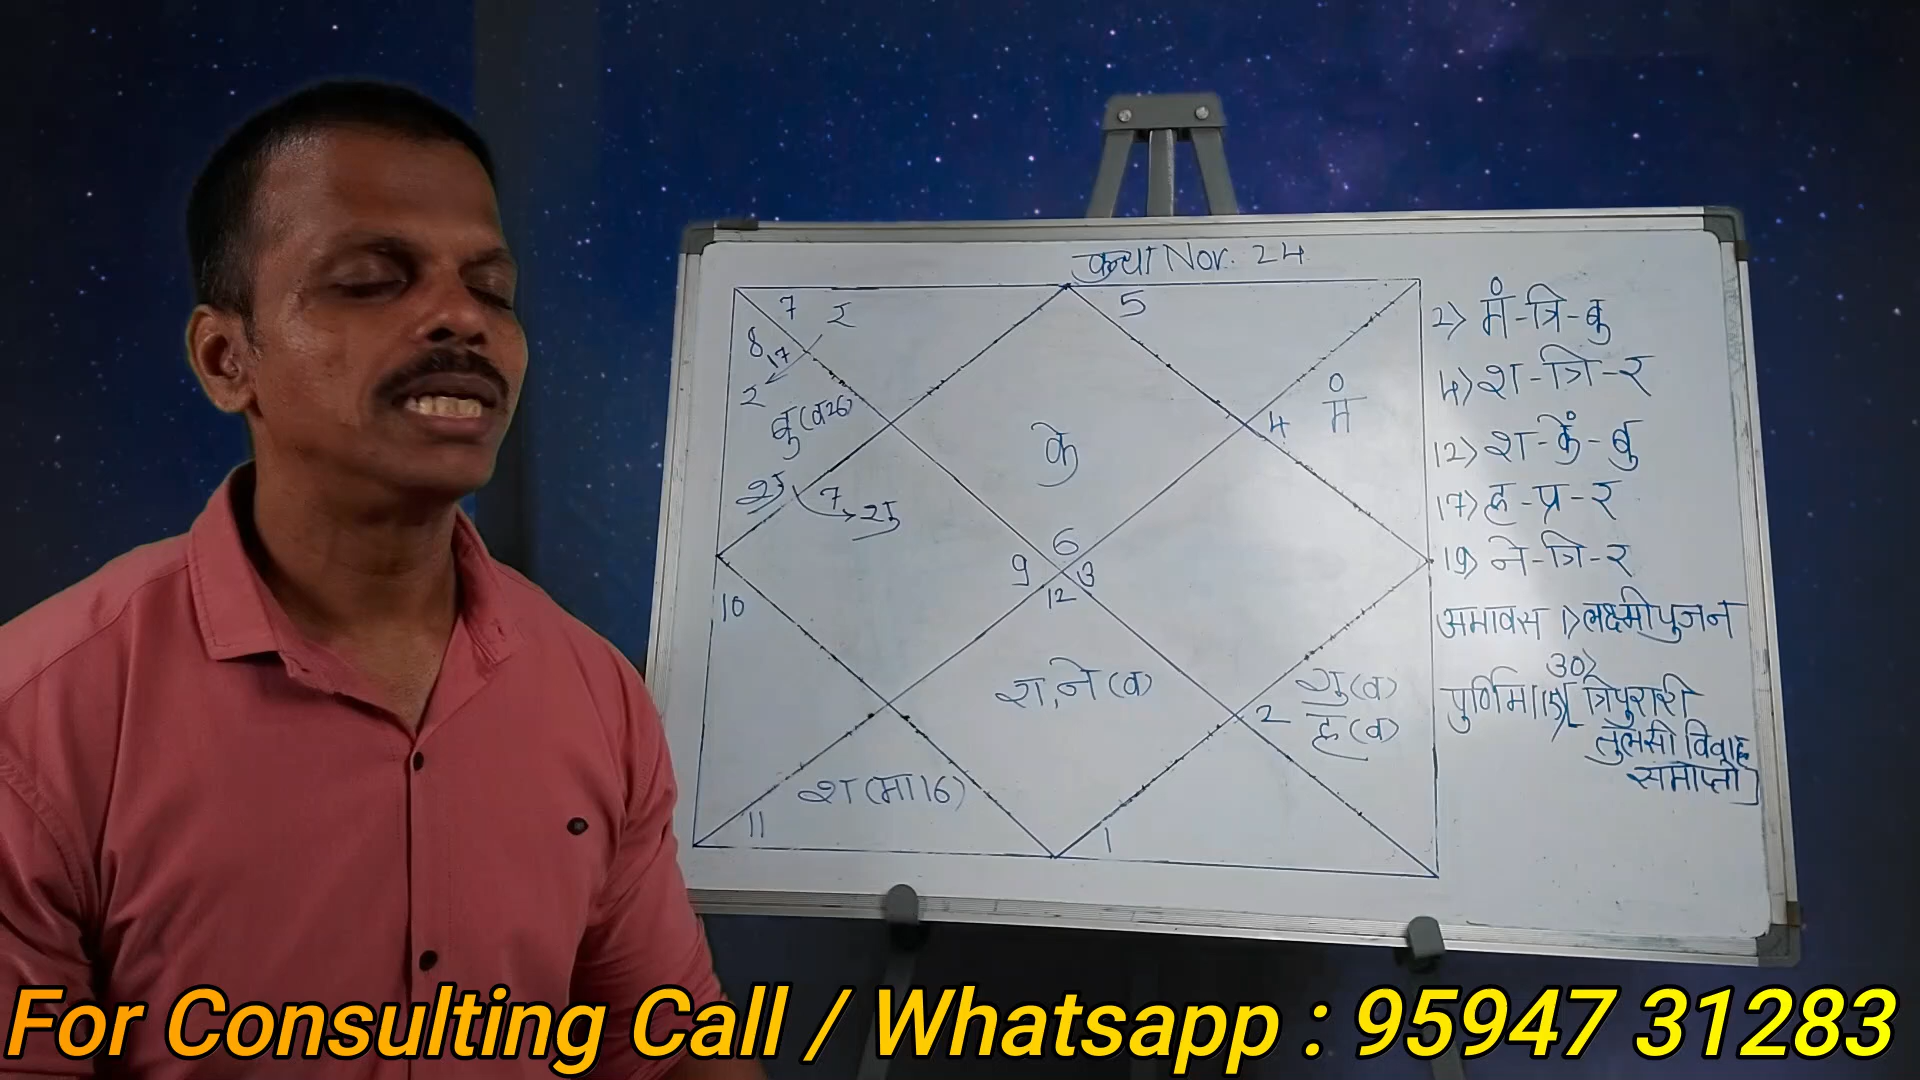 कन्या Nov. 24
7 र
5
8 17
र
बु(व26)
०
मं
4
के
शु 7 शु
6
9 3
12
10
रा,ने(व)
गु(व)
2 ह(व)
श(मा16)
11
1
2> मं-त्रि-बु
4> श-त्रि-र
12> श-कें-बु
17> ह-प्र-र
19> ने-त्रि-र
अमावस 1>लक्ष्मीपुजन
30>
पुर्णिमा 15>[त्रिपुरारी
तुलसी विवाह
समाप्ती]
For Consulting Call / Whatsapp : 95947 31283